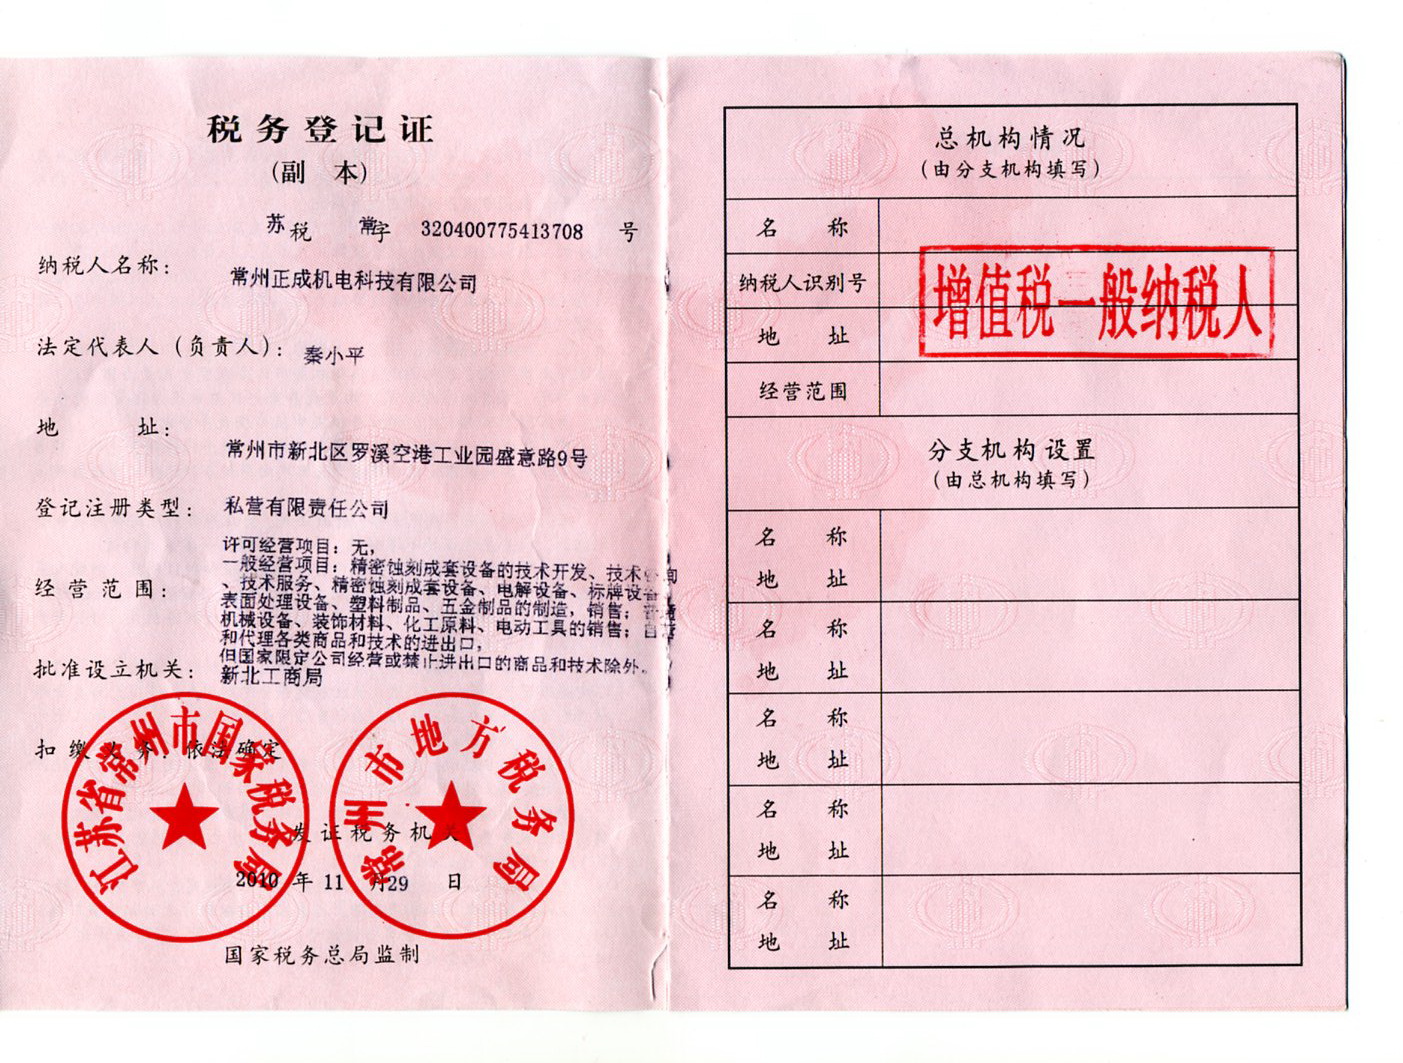 税务登记证
(副 本)
苏税 常字 320400775413708 号
纳税人名称: 常州正成机电科技有限公司
法定代表人(负责人): 秦小平
地 址: 常州市新北区罗溪空港工业园盛意路9号
登记注册类型: 私营有限责任公司
经营范围:
许可经营项目: 无,
一般经营项目: 精密蚀刻成套设备的技术开发、技术询
、技术服务、精密蚀刻成套设备、电解设备、标牌设备
表面处理设备、塑料制品、五金制品的制造, 销售; 普通
机械设备、装饰材料、化工原料、电动工具的销售; 自营
和代理各类商品和技术的进出口,
但国家限定公司经营或禁止进出口的商品和技术除外。
批准设立机关: 新北工商局
扣缴义务: 依法确定
江苏省常州市国家税务局
常州市地方税务局
发证税务机关
2010 年 11 月 29 日
国家税务总局监制
总机构情况
(由分支机构填写)
名 称
纳税人识别号
地 址
经营范围
增值税一般纳税人
分支机构设置
(由总机构填写)
名 称
地 址
名 称
地 址
名 称
地 址
名 称
地 址
名 称
地 址